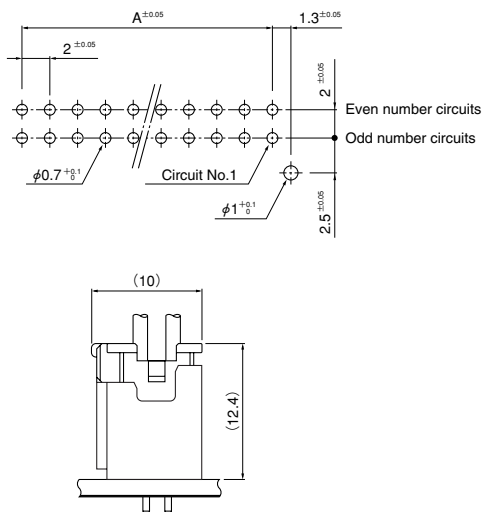 A±0.05
1.3±0.05
2 ±0.05
2 ±0.05
Even number circuits
Odd number circuits
φ0.7 +0.1 0
Circuit No.1
φ1 +0.1 0
2.5 ±0.05
(10)
(12.4)